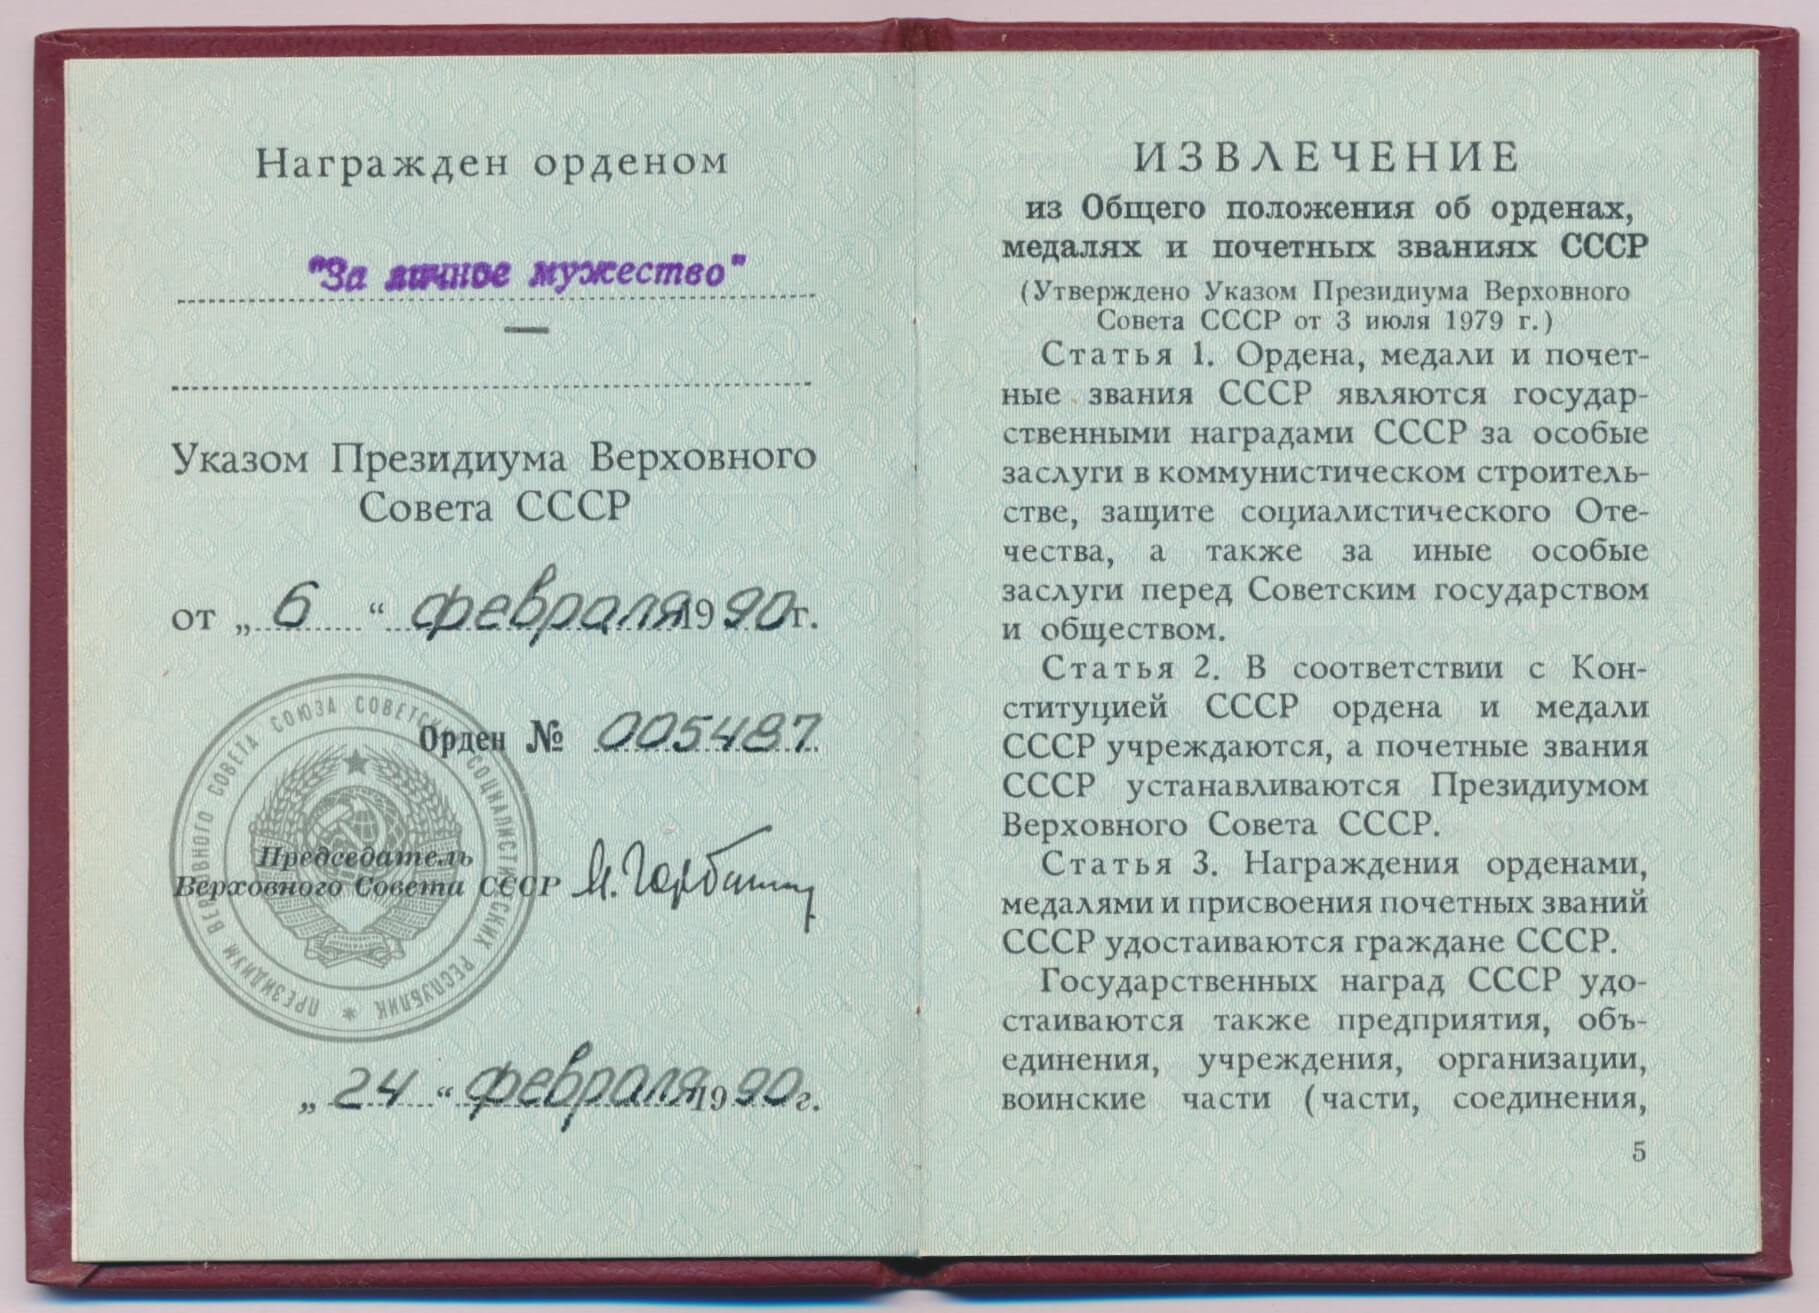 Награжден орденом
"За личное мужество"
—
Указом Президиума Верховного
Совета СССР
от „ 6 “ февраля 1990 г.
Орден № 005487
ПРЕЗИДИУМ ВЕРХОВНОГО СОВЕТА СОЮЗА СОВЕТСКИХ СОЦИАЛИСТИЧЕСКИХ РЕСПУБЛИК *
Председатель
Верховного Совета СССР М. Горбачев
„ 24 “ февраля 1990 г.
ИЗВЛЕЧЕНИЕ
из Общего положения об орденах,
медалях и почетных званиях СССР
(Утверждено Указом Президиума Верховного
Совета СССР от 3 июля 1979 г.)
Статья 1. Ордена, медали и почет-
ные звания СССР являются государ-
ственными наградами СССР за особые
заслуги в коммунистическом строитель-
стве, защите социалистического Оте-
чества, а также за иные особые
заслуги перед Советским государством
и обществом.
Статья 2. В соответствии с Кон-
ституцией СССР ордена и медали
СССР учреждаются, а почетные звания
СССР устанавливаются Президиумом
Верховного Совета СССР.
Статья 3. Награждения орденами,
медалями и присвоения почетных званий
СССР удостаиваются граждане СССР.
Государственных наград СССР удо-
стаиваются также предприятия, объ-
единения, учреждения, организации,
воинские части (части, соединения,
5